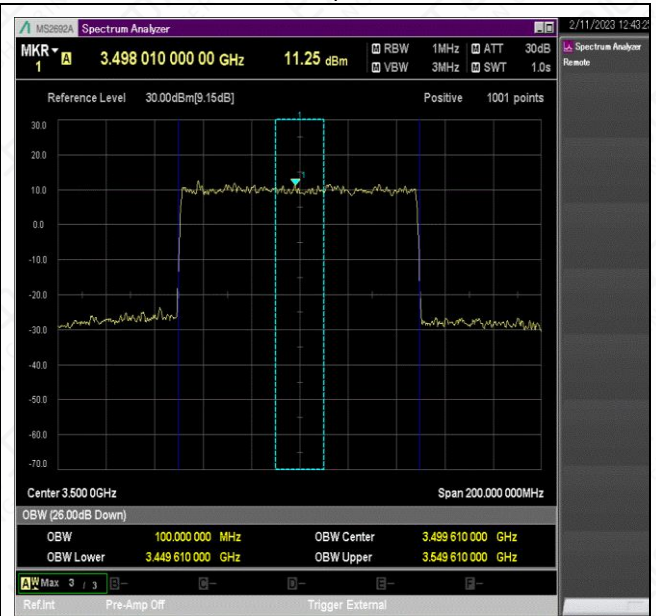 MS2692A Spectrum Analyzer 2/11/2023 12:43:2
MKR A 3.498 010 000 00 GHz 11.25 dBm M RBW 1MHz M ATT 30dB
1 M VBW 3MHz M SWT 1.0s
Spectrum Analyzer
Remote
Reference Level 30.00dBm[9.15dB] Positive 1001 points
1
30.0
20.0
1
10.0
0.0
-10.0
-20.0
-30.0
-40.0
-50.0
-60.0
-70.0
Center 3.500 0GHz Span 200.000 000MHz
OBW (26.00dB Down)
OBW 100.000 000 MHz OBW Center 3.499 610 000 GHz
OBW Lower 3.449 610 000 GHz OBW Upper 3.549 610 000 GHz
A W Max 3 / 3 B- C- D- E- F-
Ref.Int Pre-Amp Off Trigger External